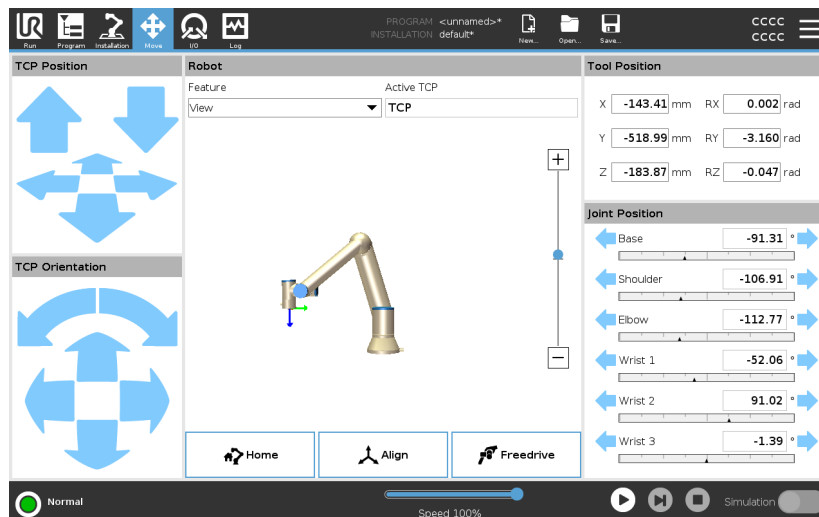 UR
Run
Program
Installation
Move
I/O
Log
PROGRAM <unnamed>*
INSTALLATION default*
New...
Open...
Save...
CCCC
CCCC
TCP Position
Robot
Tool Position
Feature
Active TCP
View
TCP
X -143.41 mm RX 0.002 rad
Y -518.99 mm RY -3.160 rad
Z -183.87 mm RZ -0.047 rad
Joint Position
Base -91.31 °
Shoulder -106.91 °
Elbow -112.77 °
Wrist 1 -52.06 °
Wrist 2 91.02 °
Wrist 3 -1.39 °
TCP Orientation
Home
Align
Freedrive
Normal
Speed 100%
Simulation